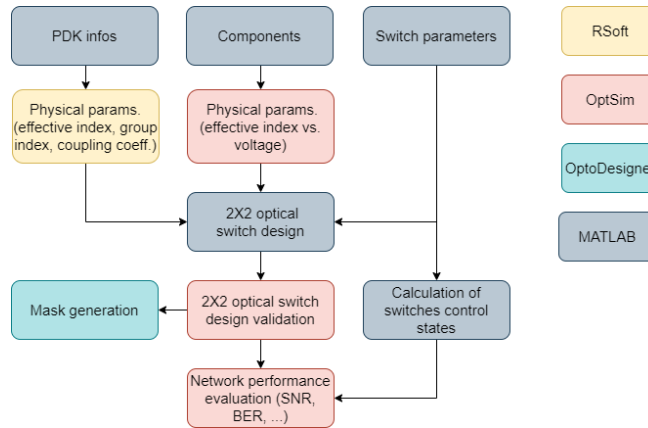 PDK infos
Components
Switch parameters
RSoft
Physical params.
(effective index, group
index, coupling coeff.)
Physical params.
(effective index vs.
voltage)
OptSim
OptoDesigne
2X2 optical
switch design
MATLAB
Mask generation
2X2 optical switch
design validation
Calculation of
switches control
states
Network performance
evaluation (SNR,
BER, ...)